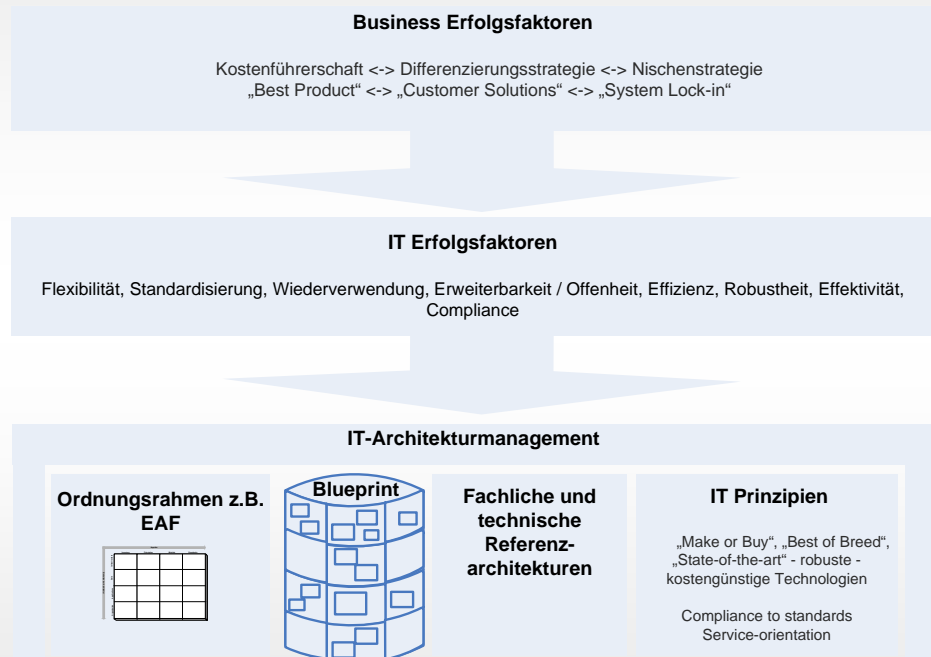 Business Erfolgsfaktoren
Kostenführerschaft <-> Differenzierungsstrategie <-> Nischenstrategie
„Best Product“ <-> „Customer Solutions“ <-> „System Lock-in“
IT Erfolgsfaktoren
Flexibilität, Standardisierung, Wiederverwendung, Erweiterbarkeit / Offenheit, Effizienz, Robustheit, Effektivität,
Compliance
IT-Architekturmanagement
Ordnungsrahmen z.B.
EAF
Blueprint
Fachliche und
technische
Referenz-
architekturen
IT Prinzipien
„Make or Buy“, „Best of Breed“,
„State-of-the-art“ - robuste -
kostengünstige Technologien
Compliance to standards
Service-orientation